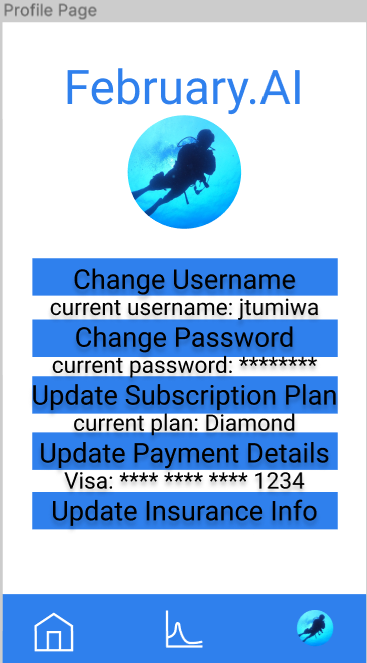 Profile Page
February.AI
Change Username
current username: jtumiwa
Change Password
current password: ********
Update Subscription Plan
current plan: Diamond
Update Payment Details
Visa: **** **** **** 1234
Update Insurance Info